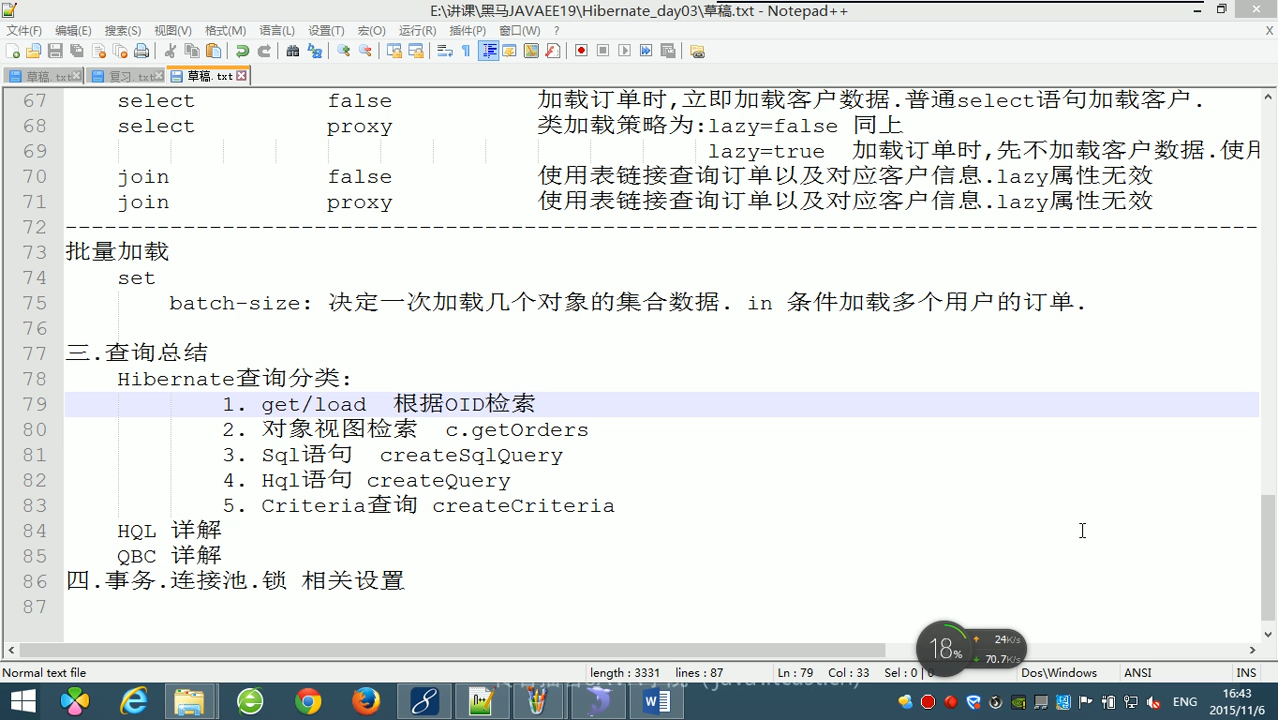 E:\讲课\黑马JAVAEE19\Hibernate_day03\草稿.txt - Notepad++
文件(F) 编辑(E) 搜索(S) 视图(V) 格式(M) 语言(L) 设置(T) 宏(O) 运行(R) 插件(P) 窗口(W) ? X
草稿.txt 复习.txt 草稿.txt
67 select false 加载订单时,立即加载客户数据.普通select语句加载客户.
68 select proxy 类加载策略为:lazy=false 同上
69 lazy=true 加载订单时,先不加载客户数据.使用
70 join false 使用表链接查询订单以及对应客户信息.lazy属性无效
71 join proxy 使用表链接查询订单以及对应客户信息.lazy属性无效
72 -------------------------------------------------------------------------------------------
73 批量加载
74 set
75 batch-size: 决定一次加载几个对象的集合数据. in 条件加载多个用户的订单.
76
77 三.查询总结
78 Hibernate查询分类:
79 1. get/load 根据OID检索
80 2. 对象视图检索 c.getOrders
81 3. Sql语句 createSqlQuery
82 4. Hql语句 createQuery
83 5. Criteria查询 createCriteria
84 HQL 详解
85 QBC 详解
86 四.事务.连接池.锁 相关设置
87
18% 24K/s
70.7K/s
Normal text file length : 3331 lines : 87 Ln : 79 Col : 33 Sel : 0 | 0 Dos\Windows ANSI INS
ENG 16:43
2015/11/6